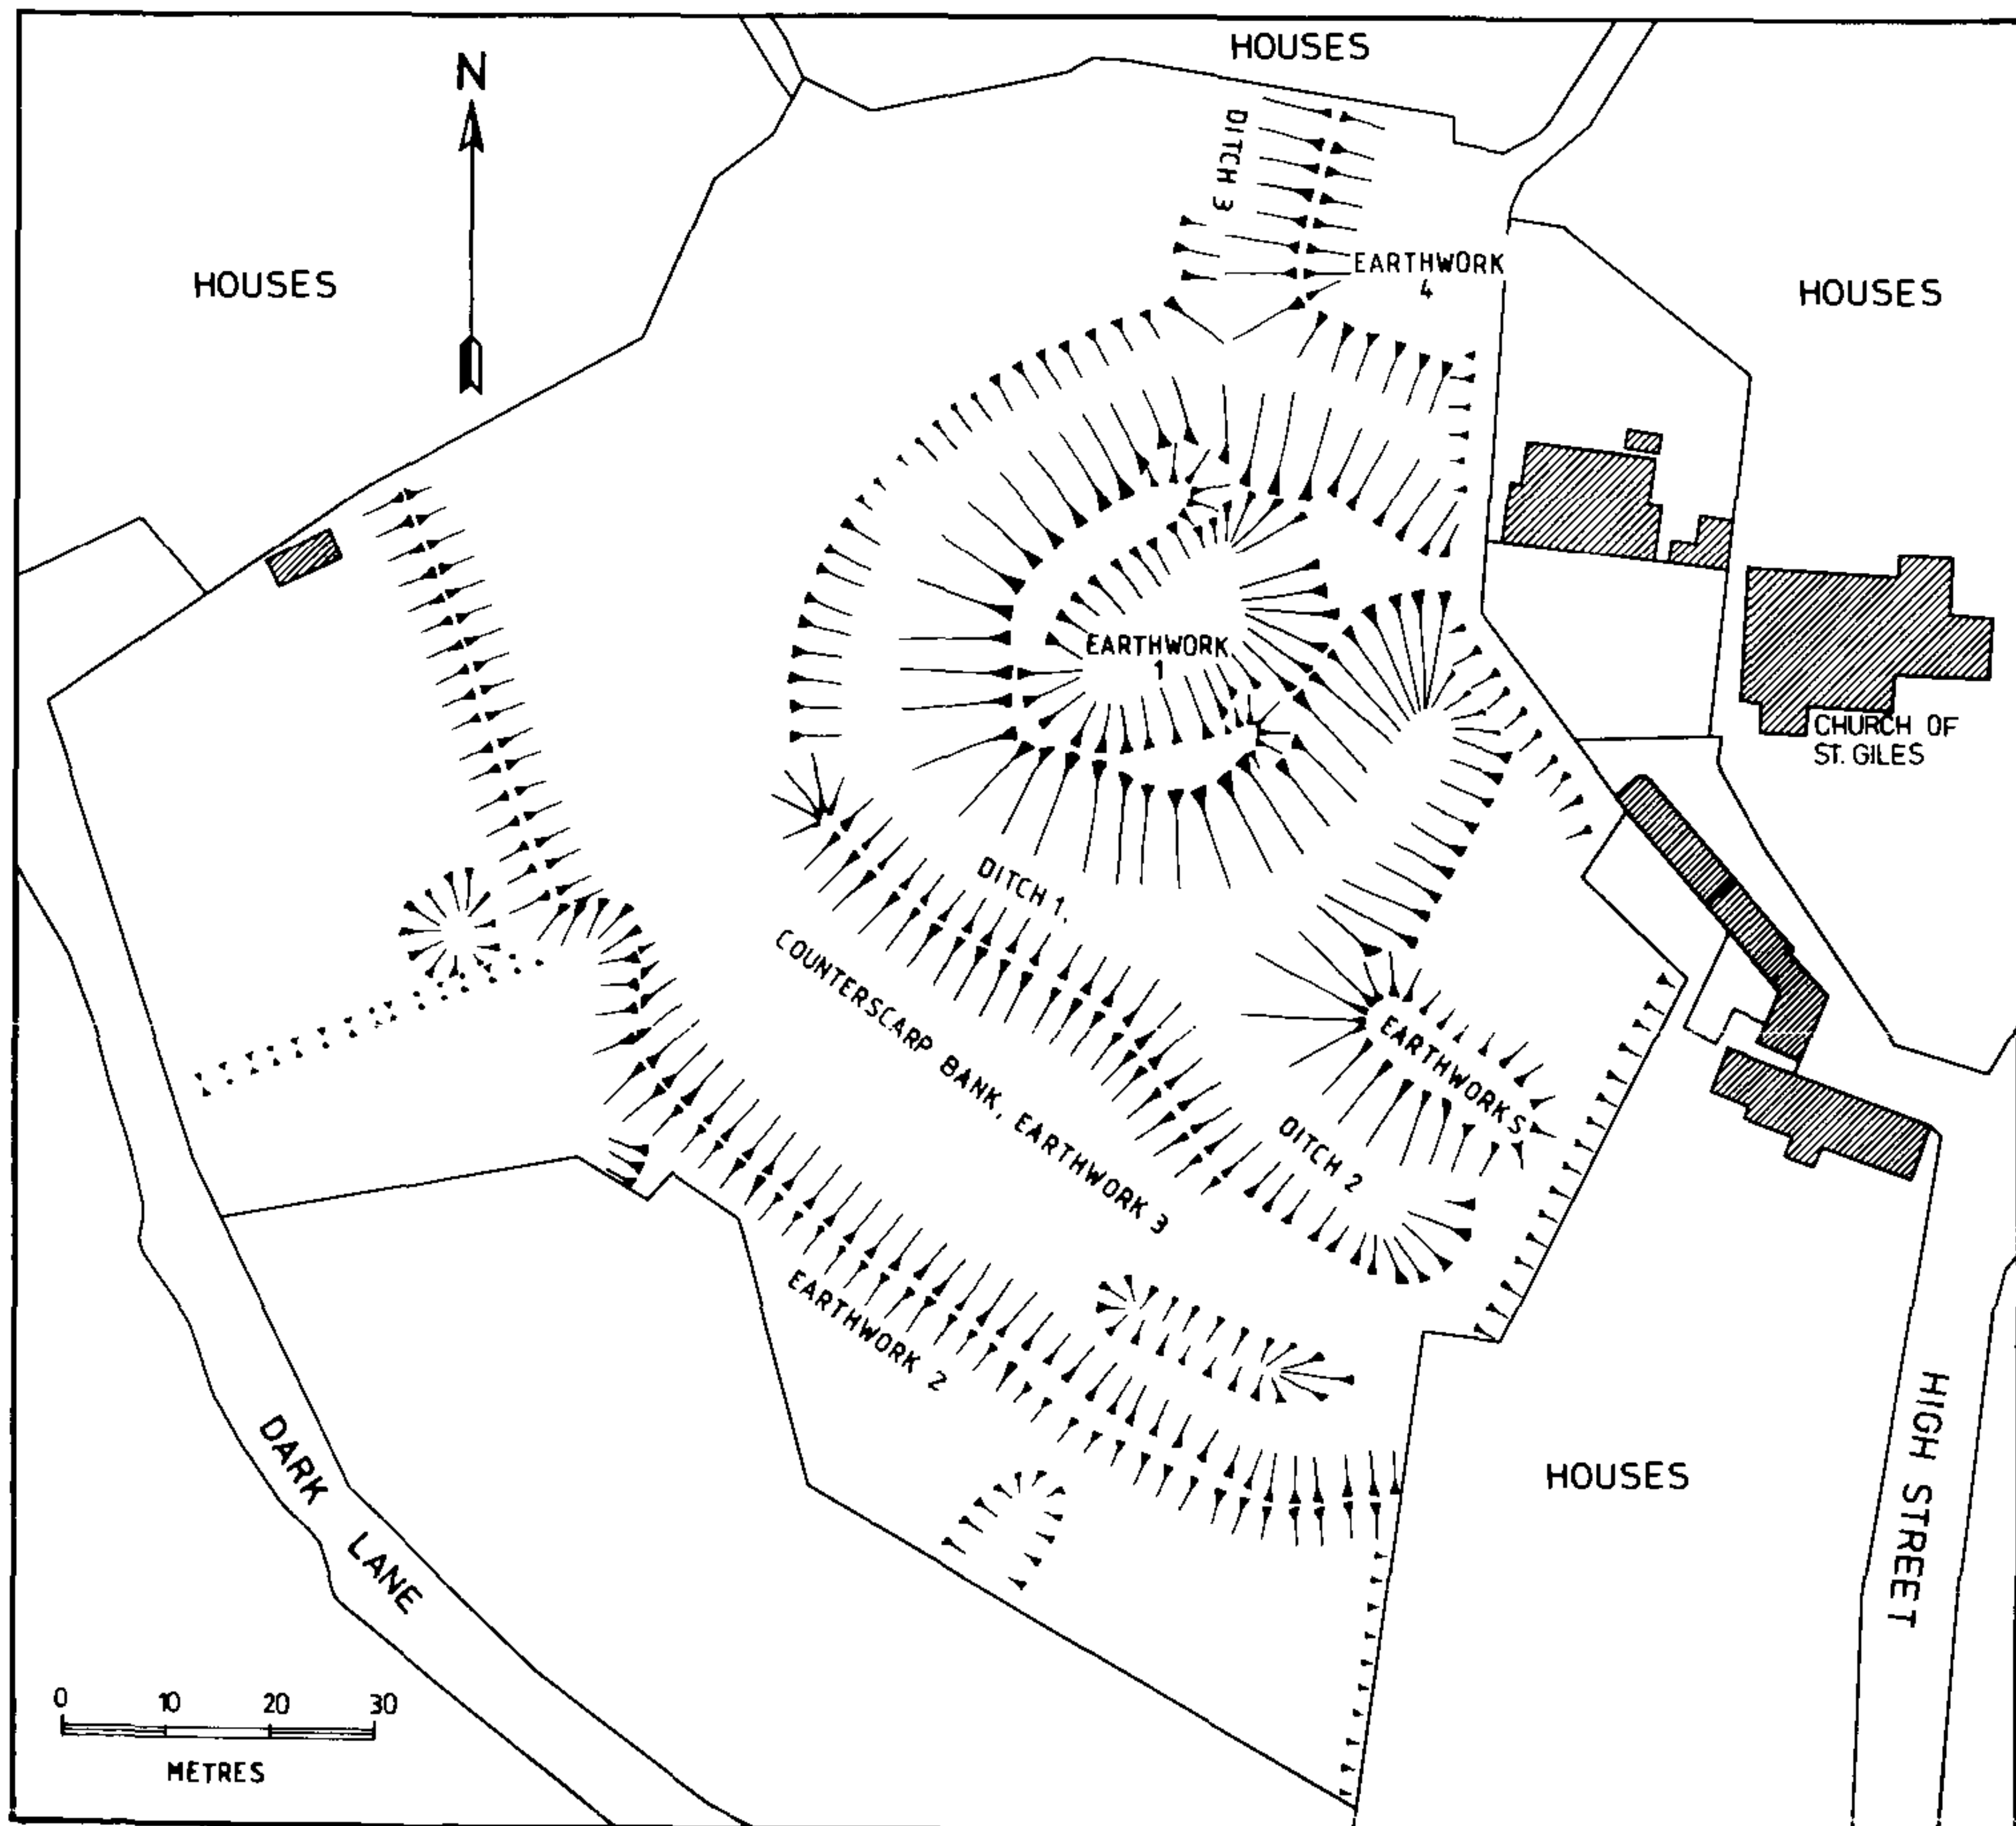 HOUSES
N
DITCH 3
HOUSES
EARTHWORK
4
HOUSES
EARTHWORK
1
CHURCH OF
ST. GILES
DITCH 1.
COUNTERSCARP BANK, EARTHWORK 3
EARTHWORKS
DITCH 2
EARTHWORK 2
HIGH STREET
DARK LANE
HOUSES
0 10 20 30
METRES